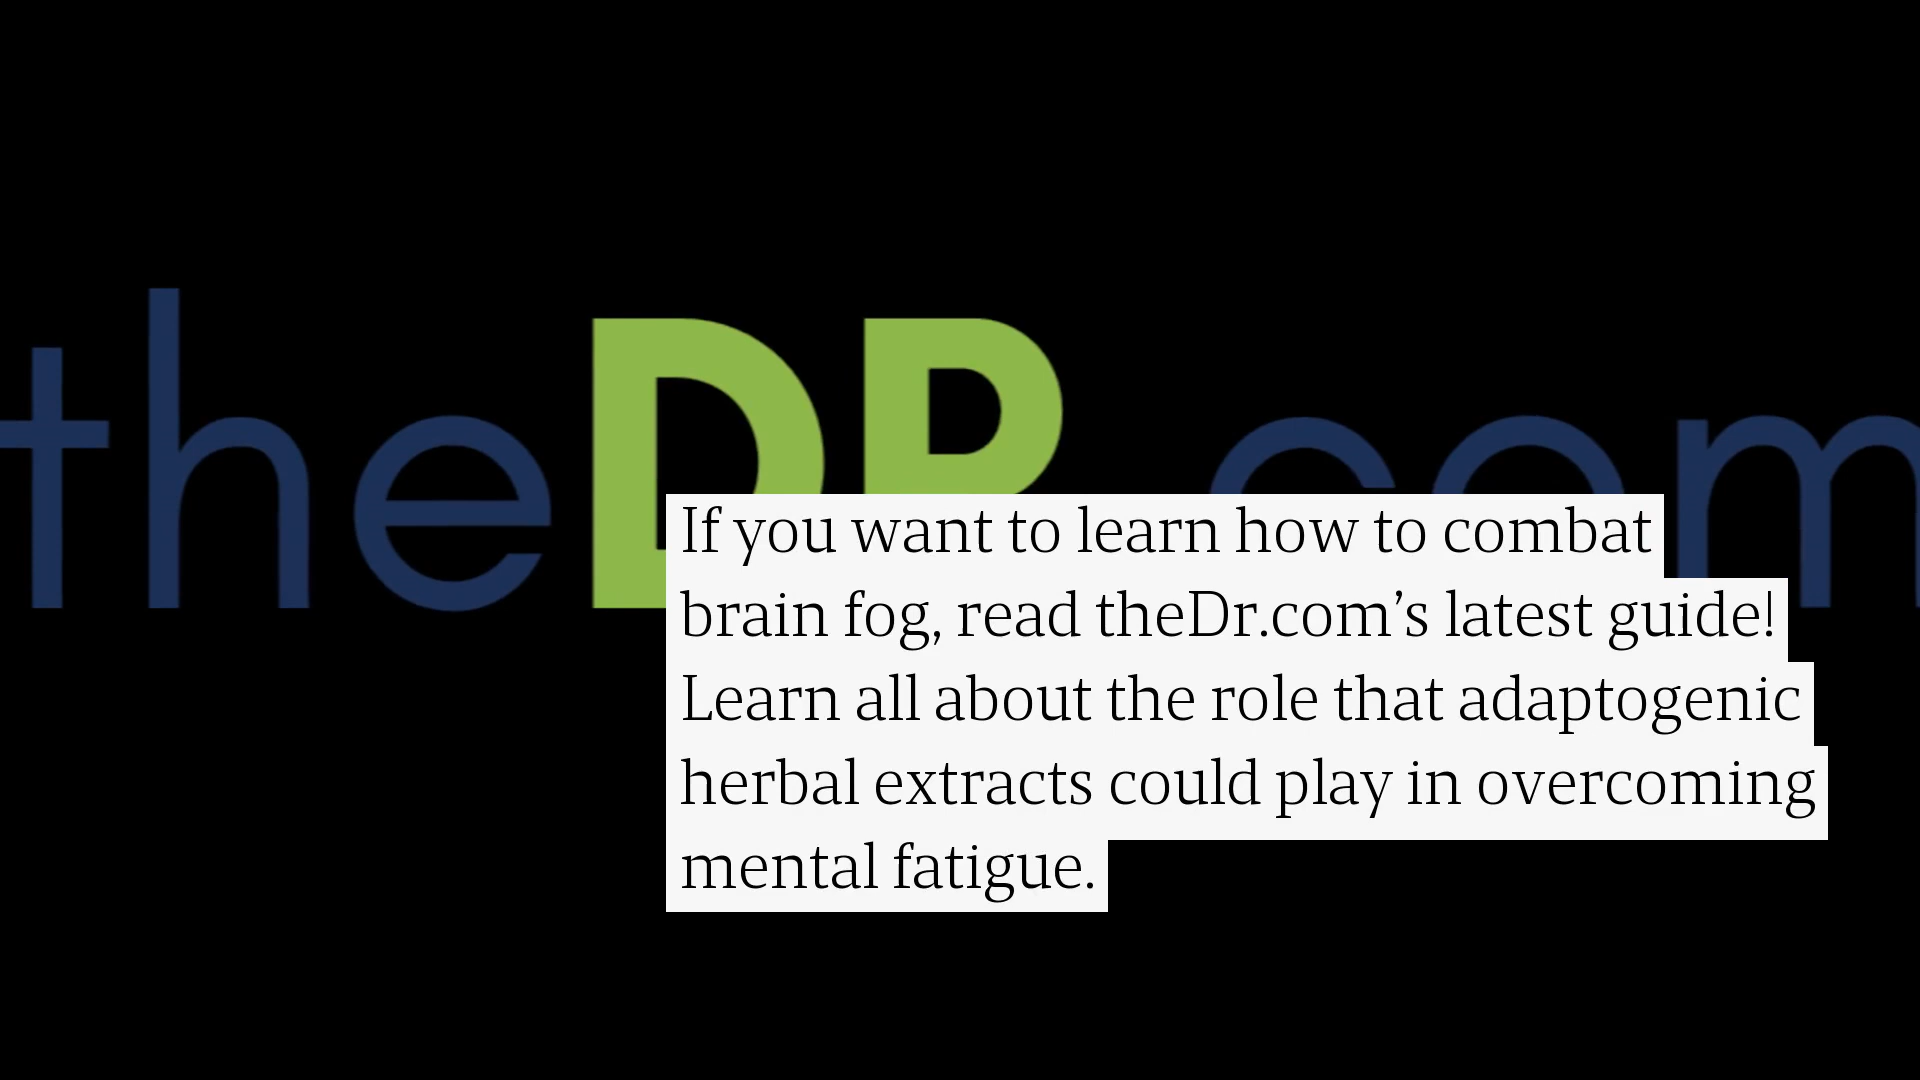 theDR.com
If you want to learn how to combat
brain fog, read theDr.com’s latest guide!
Learn all about the role that adaptogenic
herbal extracts could play in overcoming
mental fatigue.